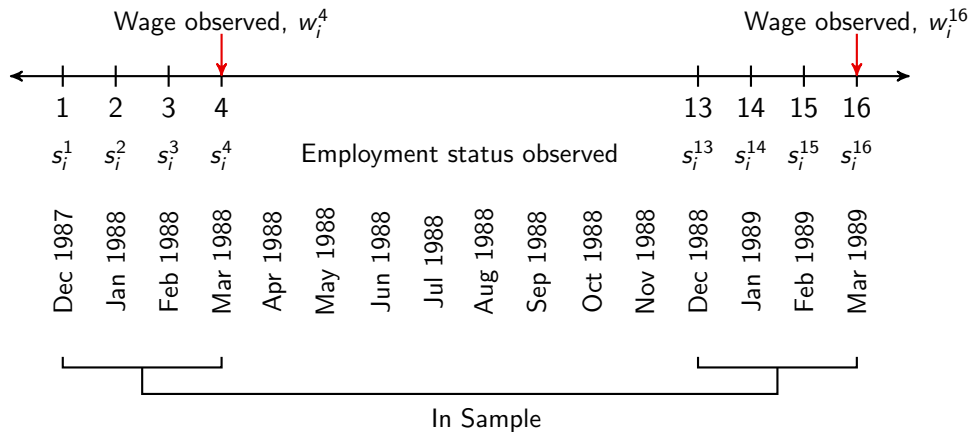 Wage observed, w_i^4 Wage observed, w_i^16
1 2 3 4 13 14 15 16
s_i^1 s_i^2 s_i^3 s_i^4 Employment status observed s_i^13 s_i^14 s_i^15 s_i^16
Dec 1987
Jan 1988
Feb 1988
Mar 1988
Apr 1988
May 1988
Jun 1988
Jul 1988
Aug 1988
Sep 1988
Oct 1988
Nov 1988
Dec 1988
Jan 1989
Feb 1989
Mar 1989
In Sample